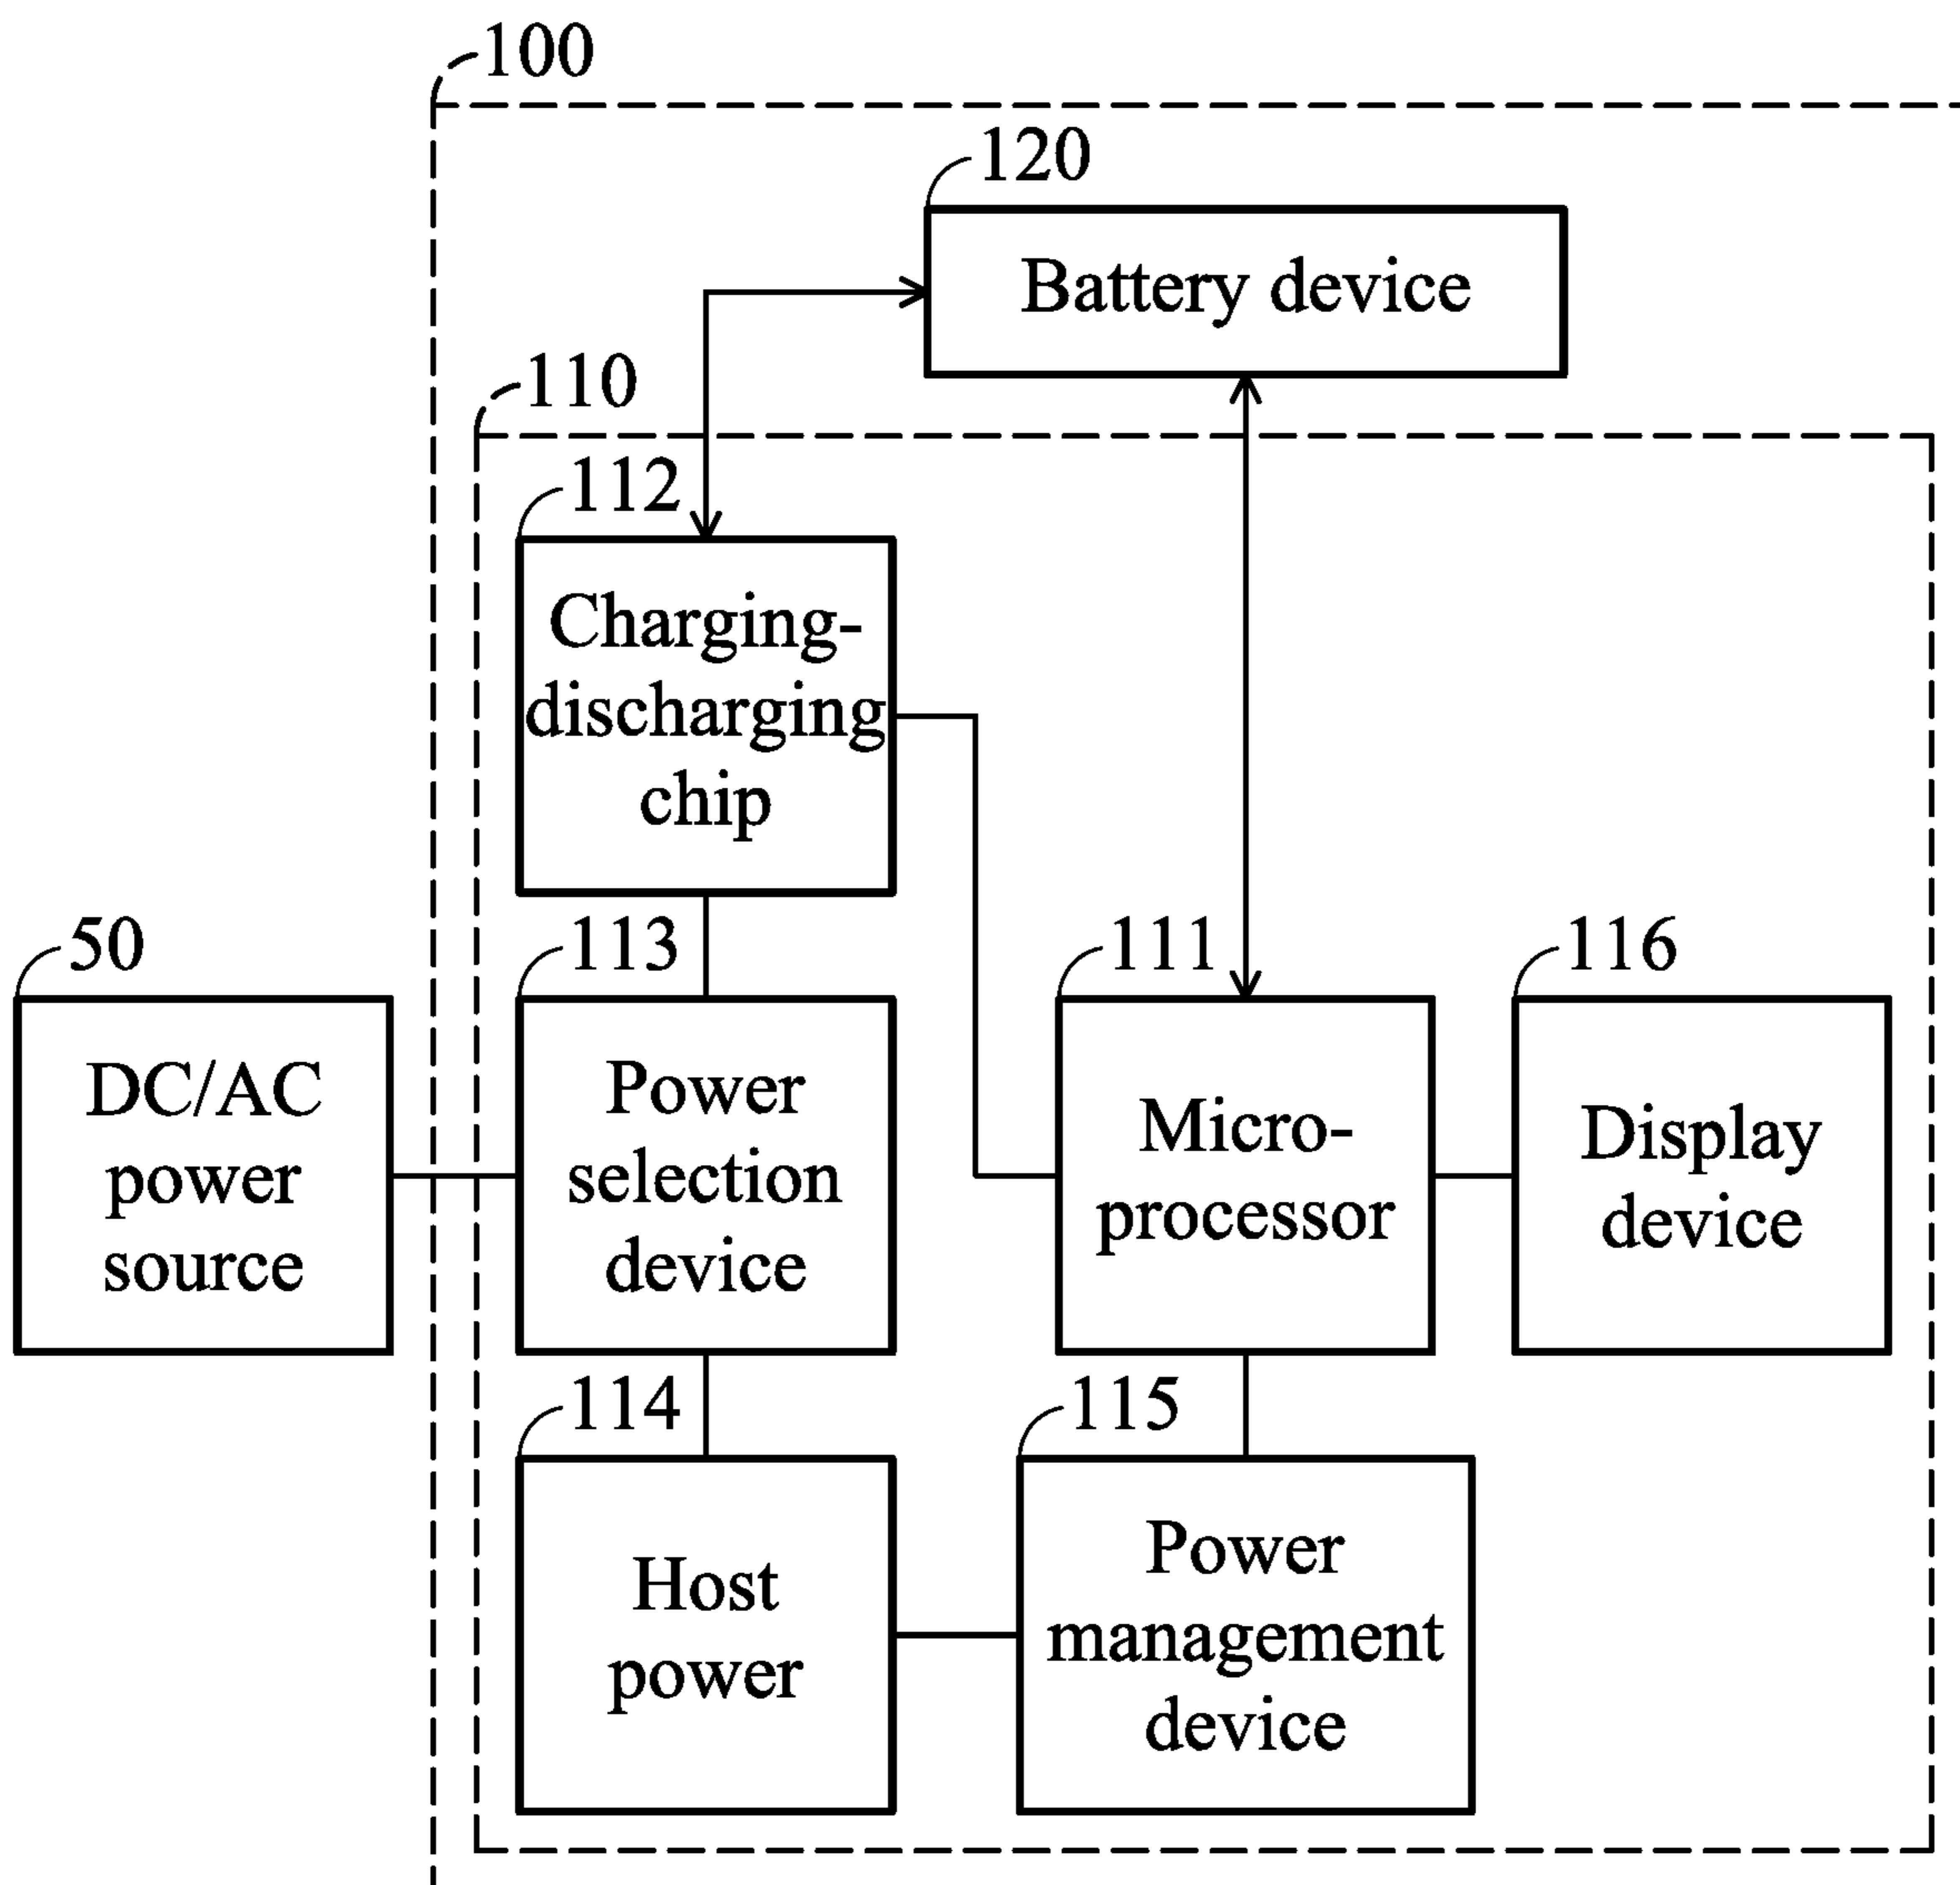 100
120
Battery device
110
112
Charging-
discharging
chip
50
DC/AC
power
source
113
Power
selection
device
111
Micro-
processor
116
Display
device
114
Host
power
115
Power
management
device